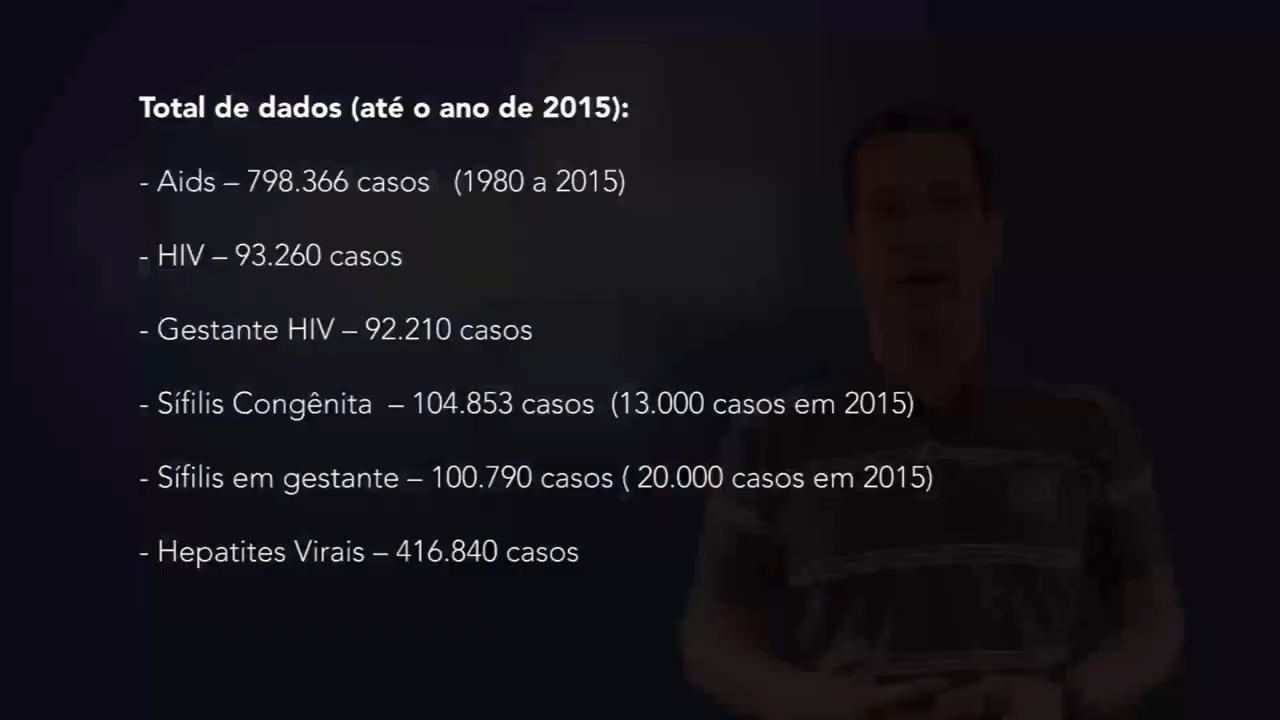 Total de dados (até o ano de 2015):
- Aids – 798.366 casos (1980 a 2015)
- HIV – 93.260 casos
- Gestante HIV – 92.210 casos
- Sífilis Congênita – 104.853 casos (13.000 casos em 2015)
- Sífilis em gestante – 100.790 casos ( 20.000 casos em 2015)
- Hepatites Virais – 416.840 casos